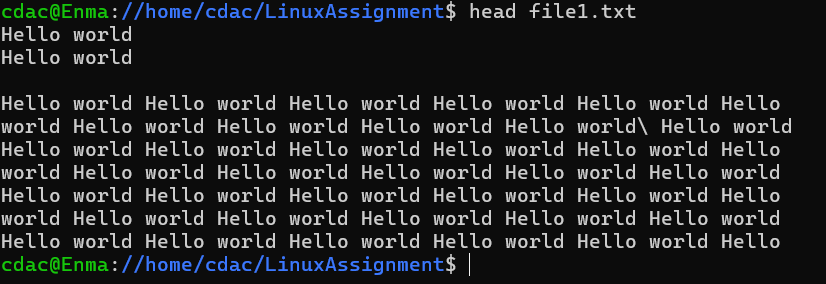 cdac@Enma://home/cdac/LinuxAssignment$ head file1.txt
Hello world
Hello world

Hello world Hello world Hello world Hello world Hello world Hello
world Hello world Hello world Hello world Hello world\ Hello world
Hello world Hello world Hello world Hello world Hello world Hello
world Hello world Hello world Hello world Hello world Hello world
Hello world Hello world Hello world Hello world Hello world Hello
world Hello world Hello world Hello world Hello world Hello world
Hello world Hello world Hello world Hello world Hello world Hello
cdac@Enma://home/cdac/LinuxAssignment$